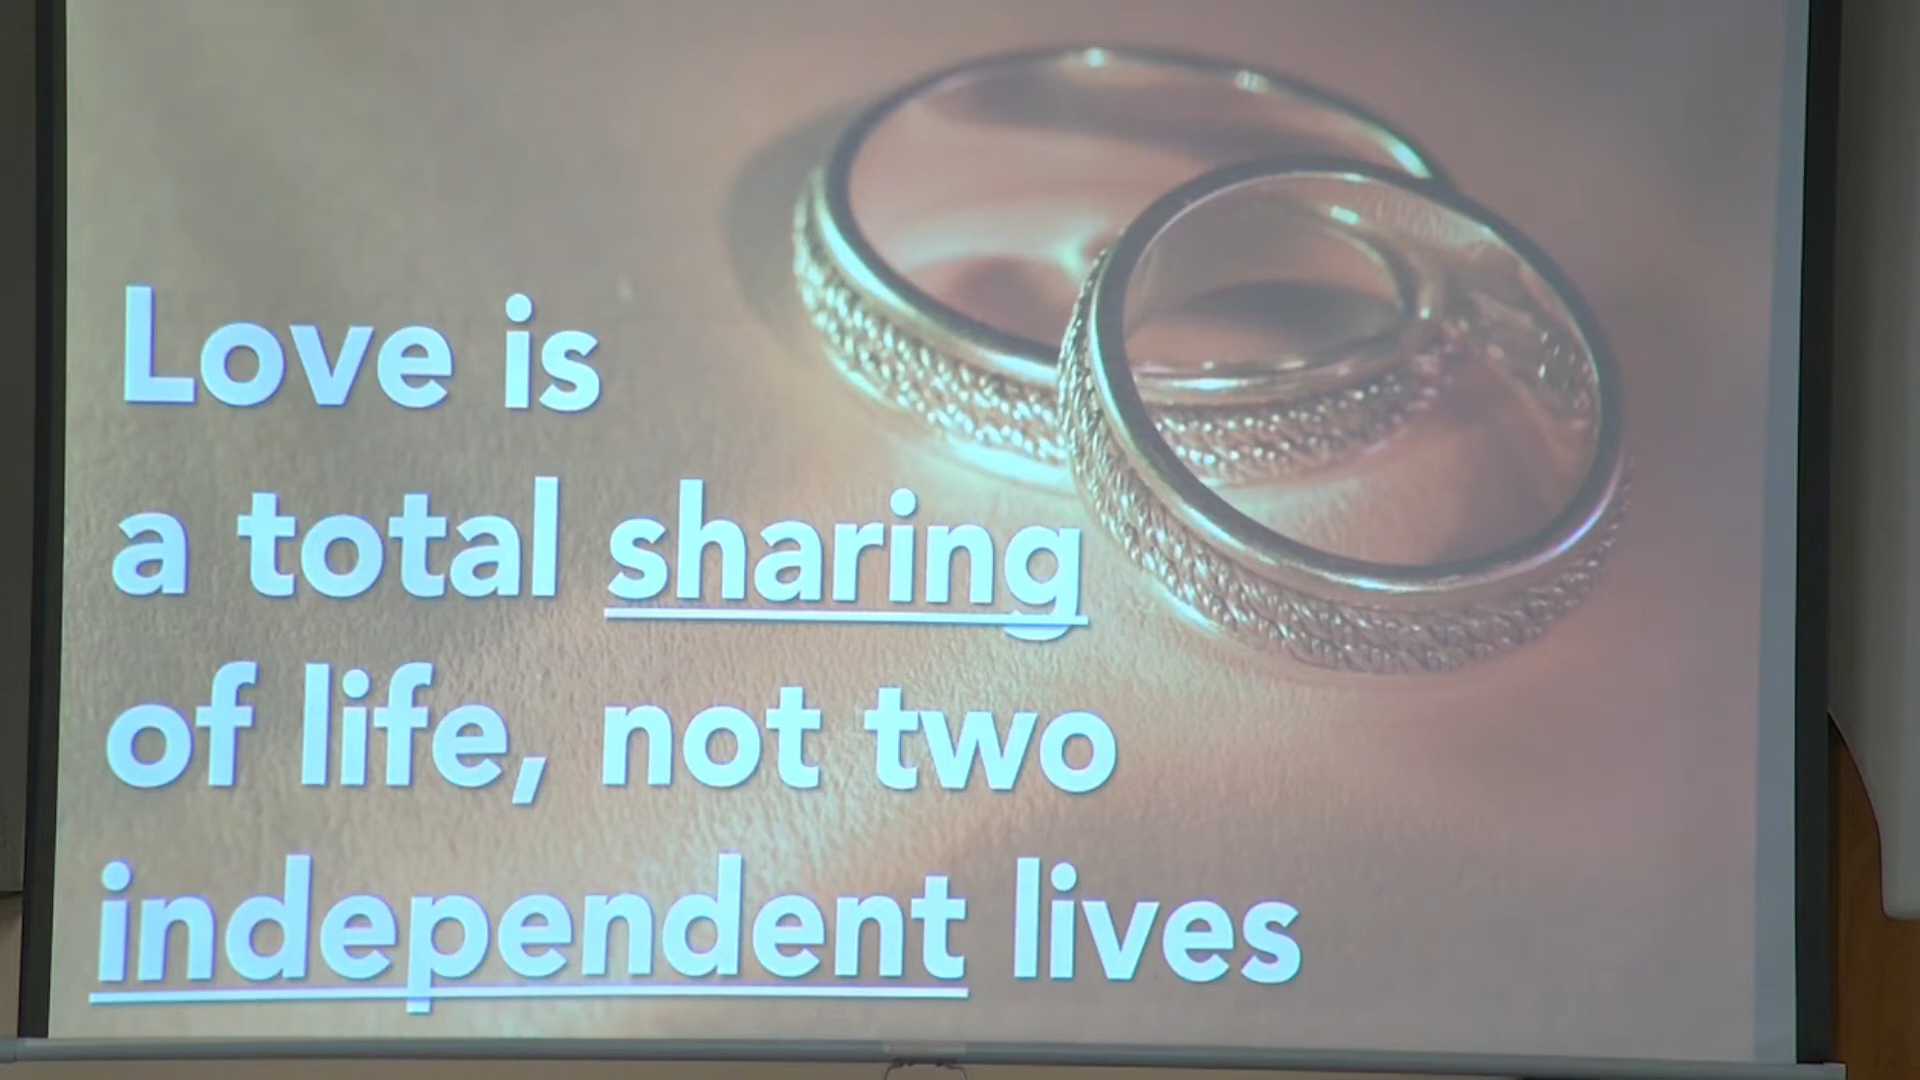 Love is
a total sharing
of life, not two
independent lives